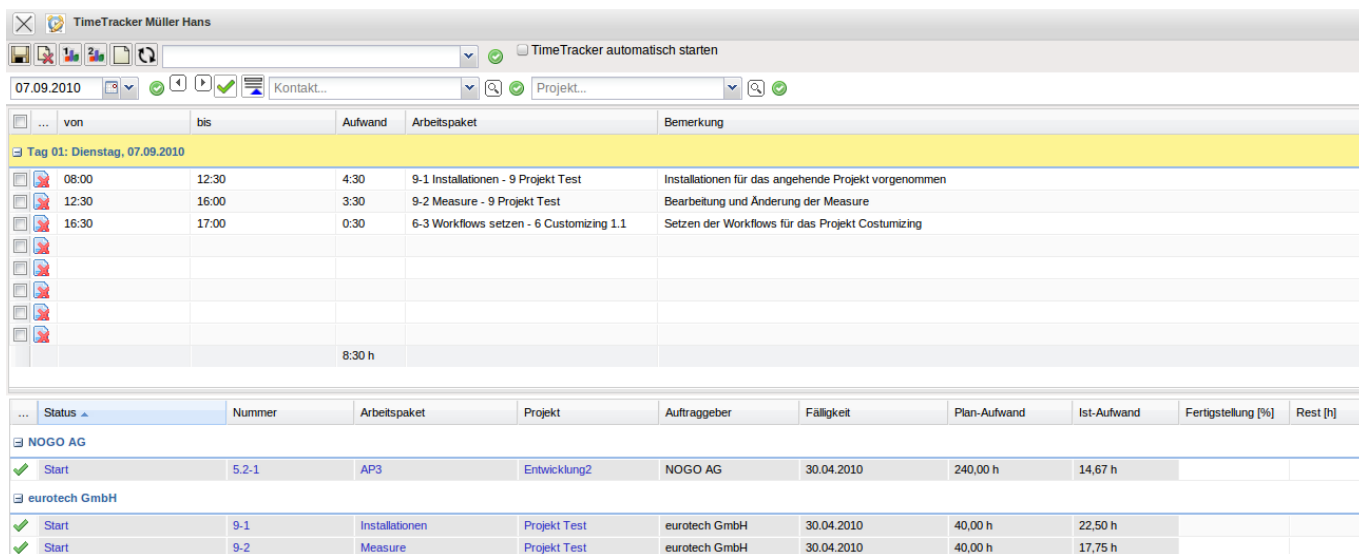 TimeTracker Müller Hans
TimeTracker automatisch starten
07.09.2010 Kontakt... Projekt...
... von bis Aufwand Arbeitspaket Bemerkung
Tag 01: Dienstag, 07.09.2010
08:00 12:30 4:30 9-1 Installationen - 9 Projekt Test Installationen für das angehende Projekt vorgenommen
12:30 16:00 3:30 9-2 Measure - 9 Projekt Test Bearbeitung und Änderung der Measure
16:30 17:00 0:30 6-3 Workflows setzen - 6 Customizing 1.1 Setzen der Workflows für das Projekt Costumizing
8:30 h
... Status Nummer Arbeitspaket Projekt Auftraggeber Fälligkeit Plan-Aufwand Ist-Aufwand Fertigstellung [%] Rest [h]
NOGO AG
Start 5.2-1 AP3 Entwicklung2 NOGO AG 30.04.2010 240,00 h 14,67 h
eurotech GmbH
Start 9-1 Installationen Projekt Test eurotech GmbH 30.04.2010 40,00 h 22,50 h
Start 9-2 Measure Projekt Test eurotech GmbH 30.04.2010 40,00 h 17,75 h